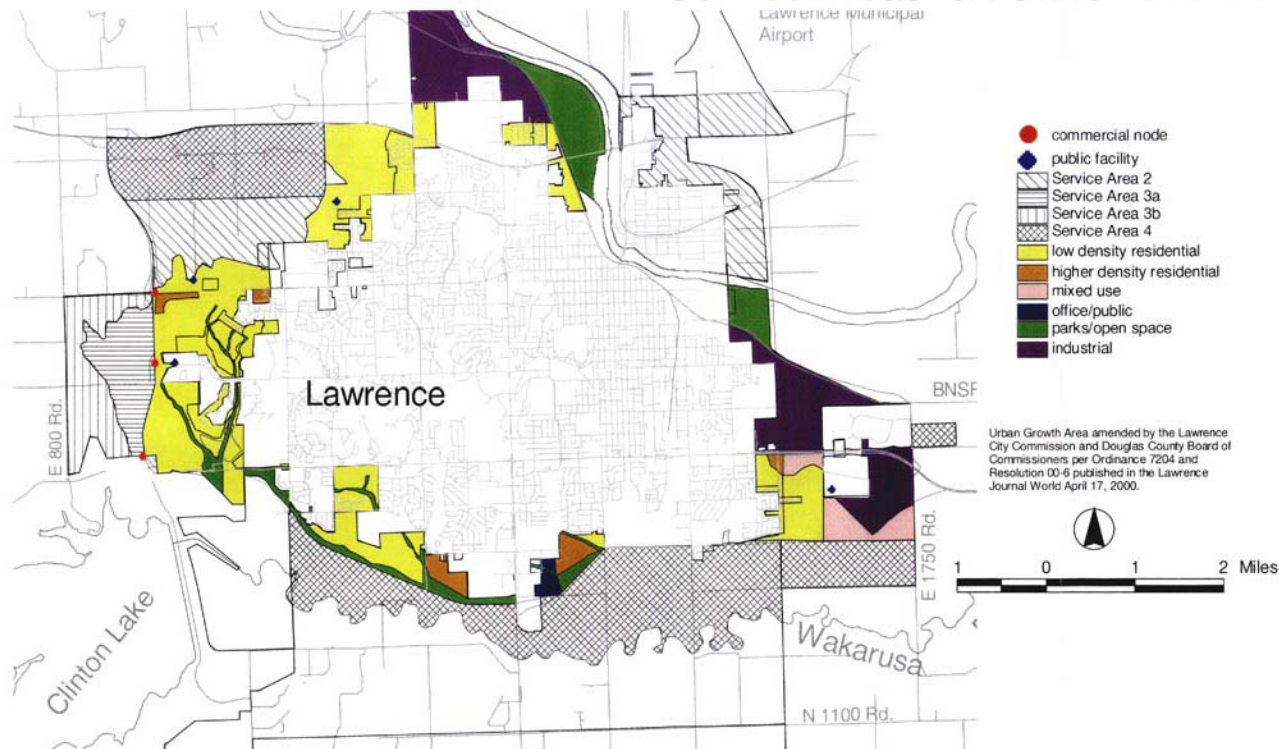 Lawrence Municipal
Airport
commercial node
public facility
Service Area 2
Service Area 3a
Service Area 3b
Service Area 4
low density residential
higher density residential
mixed use
office/public
parks/open space
industrial
Lawrence
BNSF
E 800 Rd.
Urban Growth Area amended by the Lawrence
City Commission and Douglas County Board of
Commissioners per Ordinance 7204 and
Resolution 00-6 published in the Lawrence
Journal World April 17, 2000.
E 1750 Rd.
1 0 1 2 Miles
Clinton Lake
Wakarusa
N 1100 Rd.